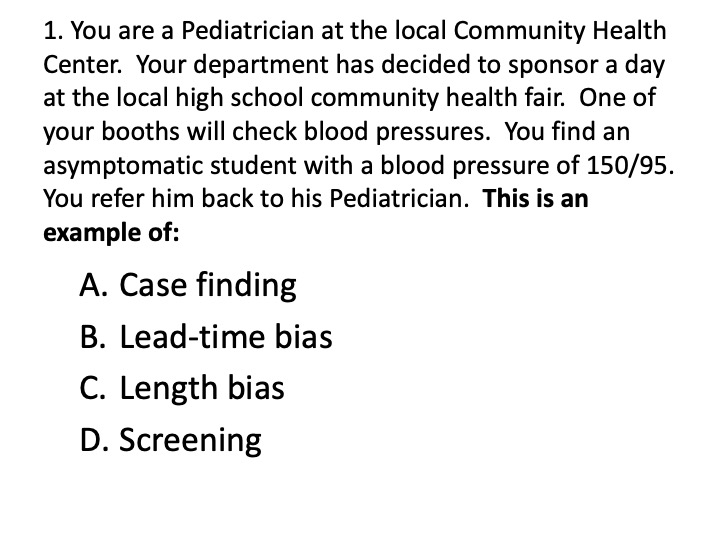 1. You are a Pediatrician at the local Community Health
Center.  Your department has decided to sponsor a day
at the local high school community health fair.  One of
your booths will check blood pressures.  You find an
asymptomatic student with a blood pressure of 150/95.
You refer him back to his Pediatrician.  This is an
example of:
A. Case finding
B. Lead-time bias
C. Length bias
D. Screening